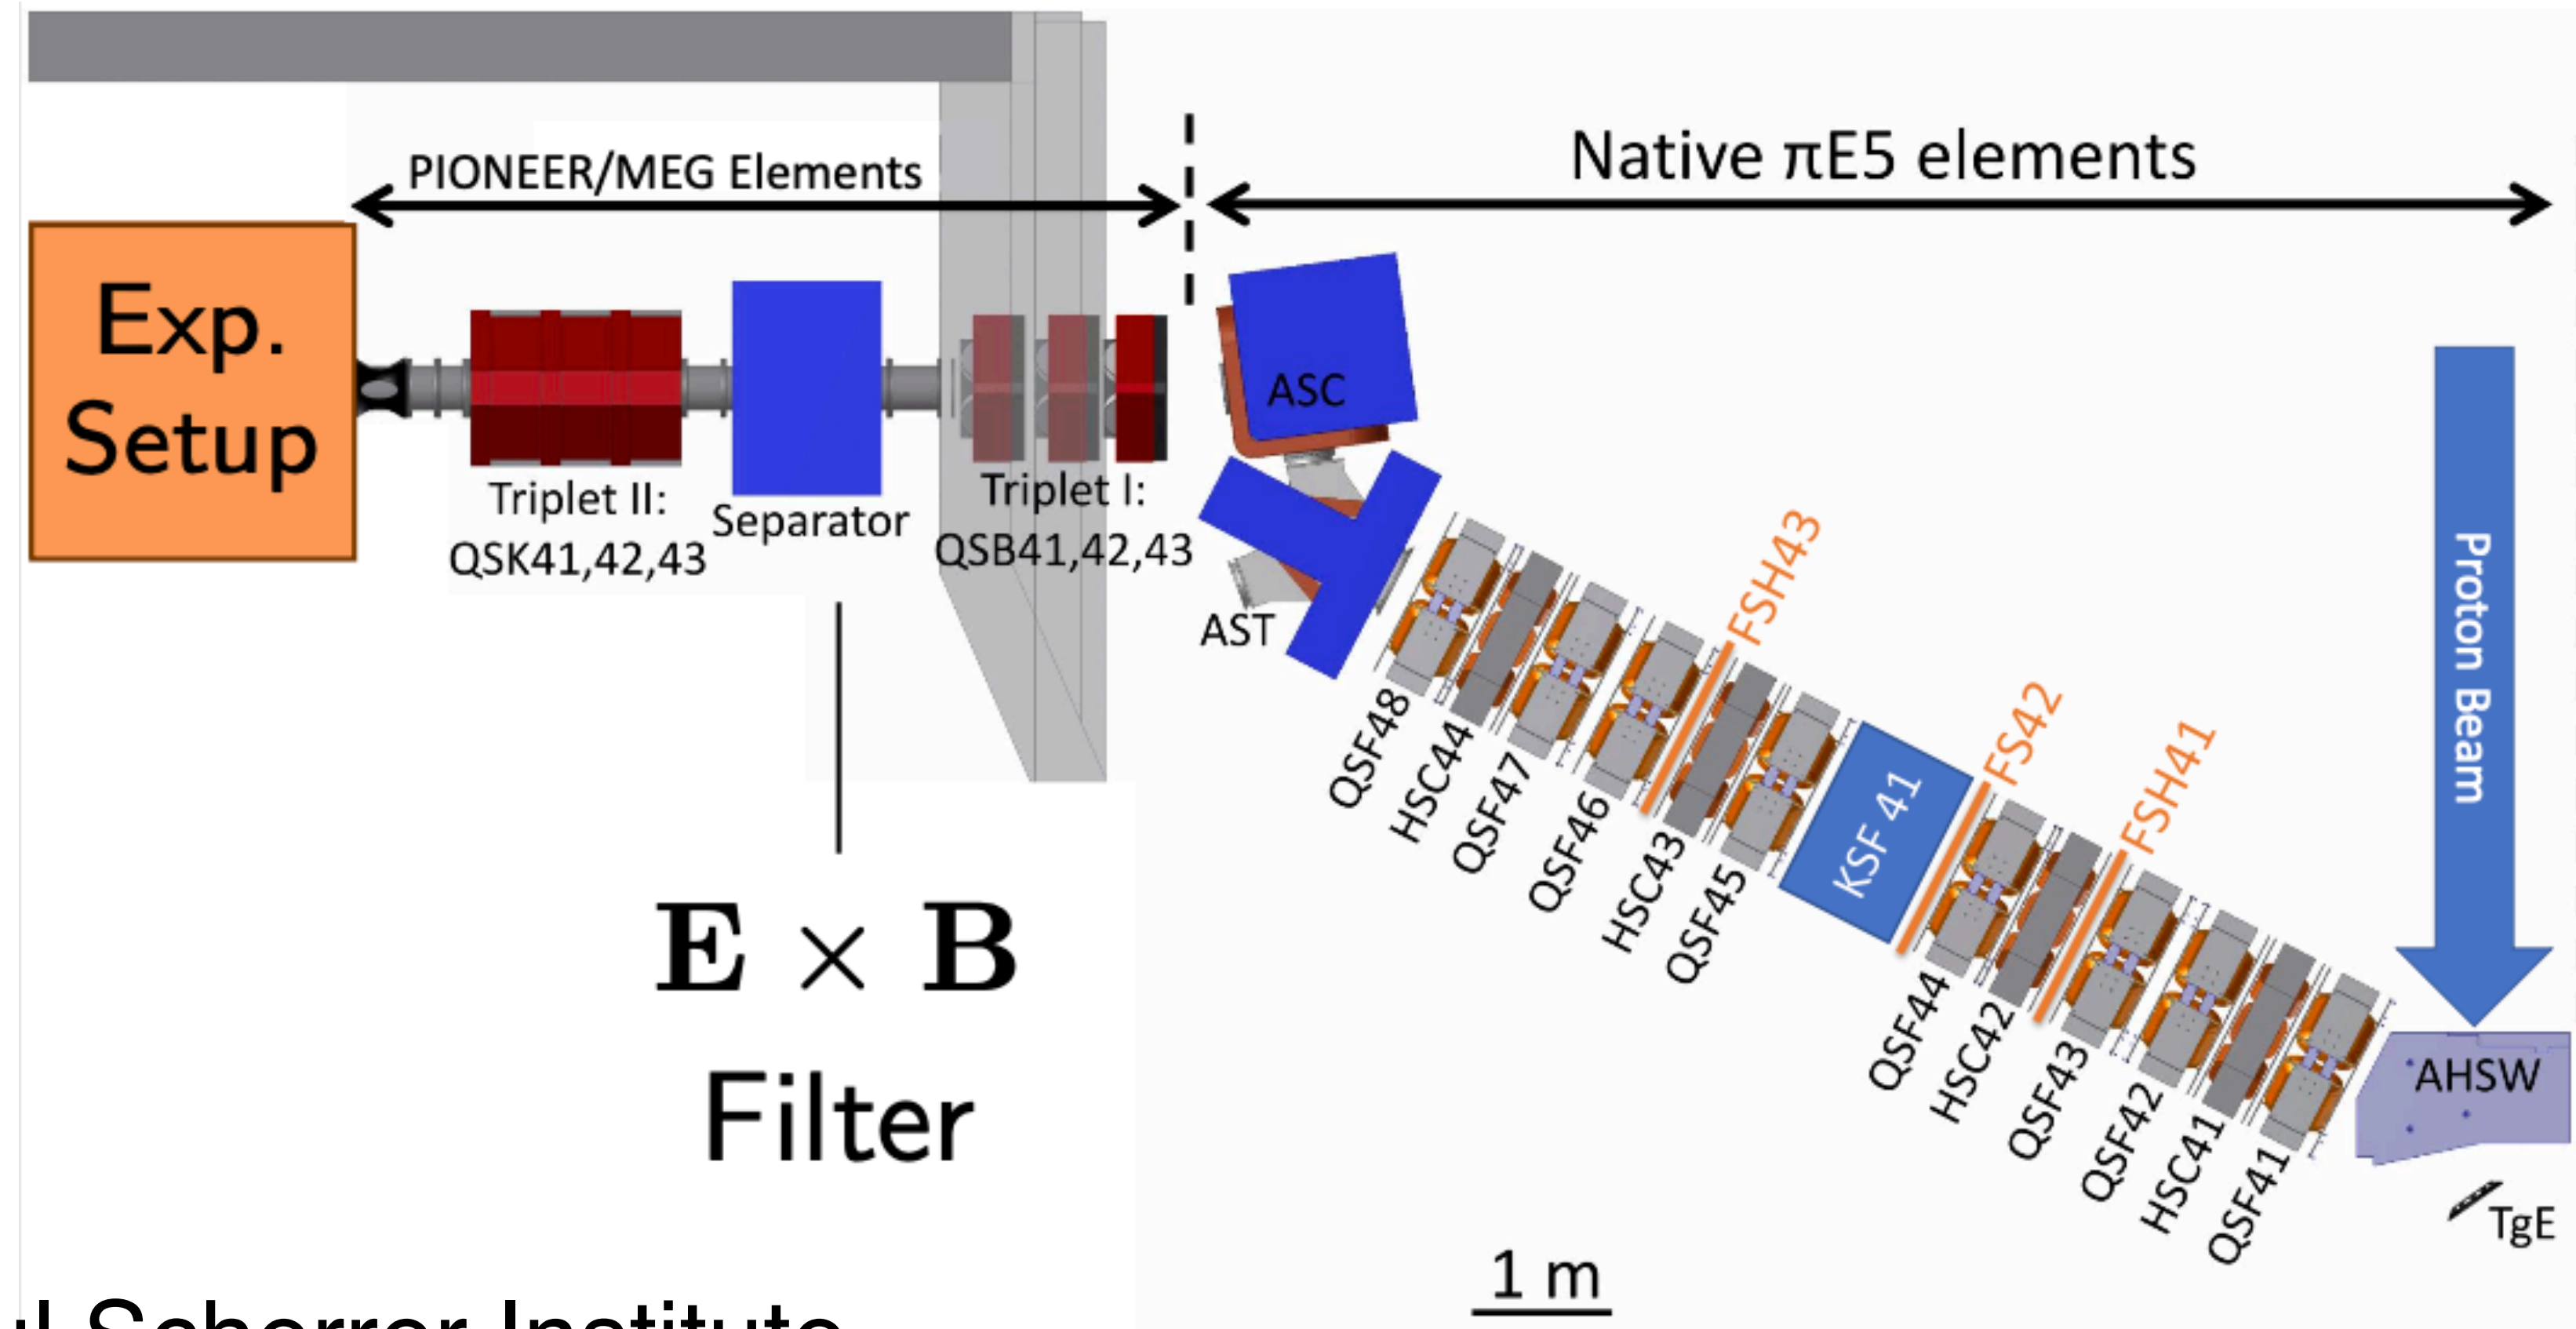 PIONEER/MEG Elements
Native πE5 elements
Exp.
Setup
Triplet II:
QSK41,42,43
Separator
Triplet I:
QSB41,42,43
ASC
AST
FSH43
QSF48
HSC44
QSF47
QSF46
HSC43
QSF45
KSF 41
FS42
FSH41
QSF44
HSC42
QSF43
QSF42
HSC41
QSF41
Proton Beam
AHSW
TgE
E × B
Filter
1 m
Scherrer Institute